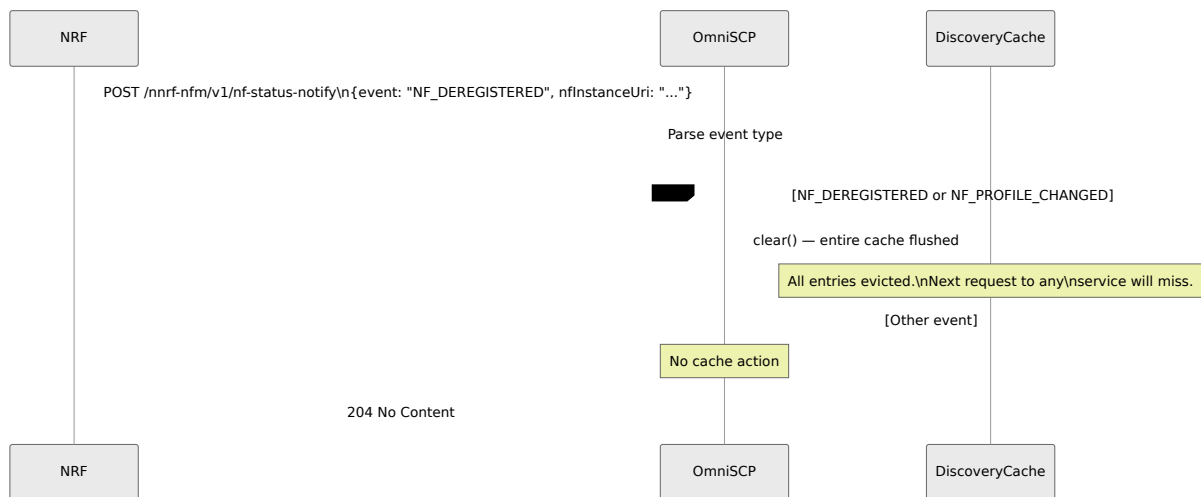 NRF
OmniSCP
DiscoveryCache
POST /nnrf-nfm/v1/nf-status-notify\n{event: "NF_DEREGISTERED", nfInstanceUri: "..."}
Parse event type
[NF_DEREGISTERED or NF_PROFILE_CHANGED]
clear() — entire cache flushed
All entries evicted.\nNext request to any\nservice will miss.
[Other event]
No cache action
204 No Content
NRF
OmniSCP
DiscoveryCache